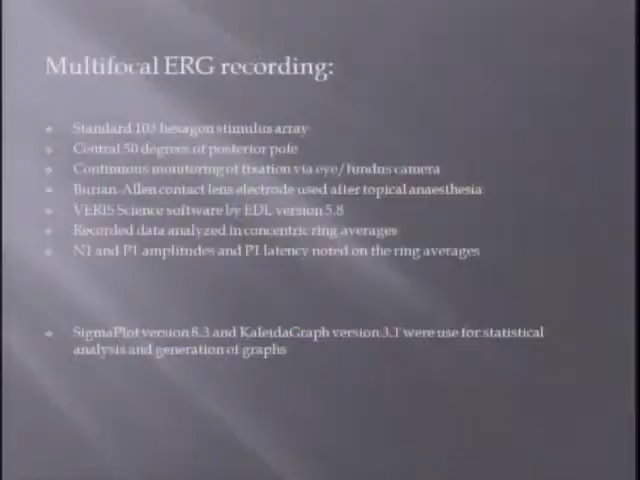 Multifocal ERG recording:
Standard 103 hexagon stimulus array
Central 50 degrees of posterior pole
Continuous monitoring of fixation via eye/fundus camera
Burian-Allen contact lens electrode used after topical anaesthesia
VERIS Science software by EDL version 5.8
Recorded data analyzed in concentric ring averages
N1 and P1 amplitudes and P1 latency noted on the ring averages
SigmaPlot version 8.3 and KaleidaGraph version 3.1 were use for statistical
analysis and generation of graphs